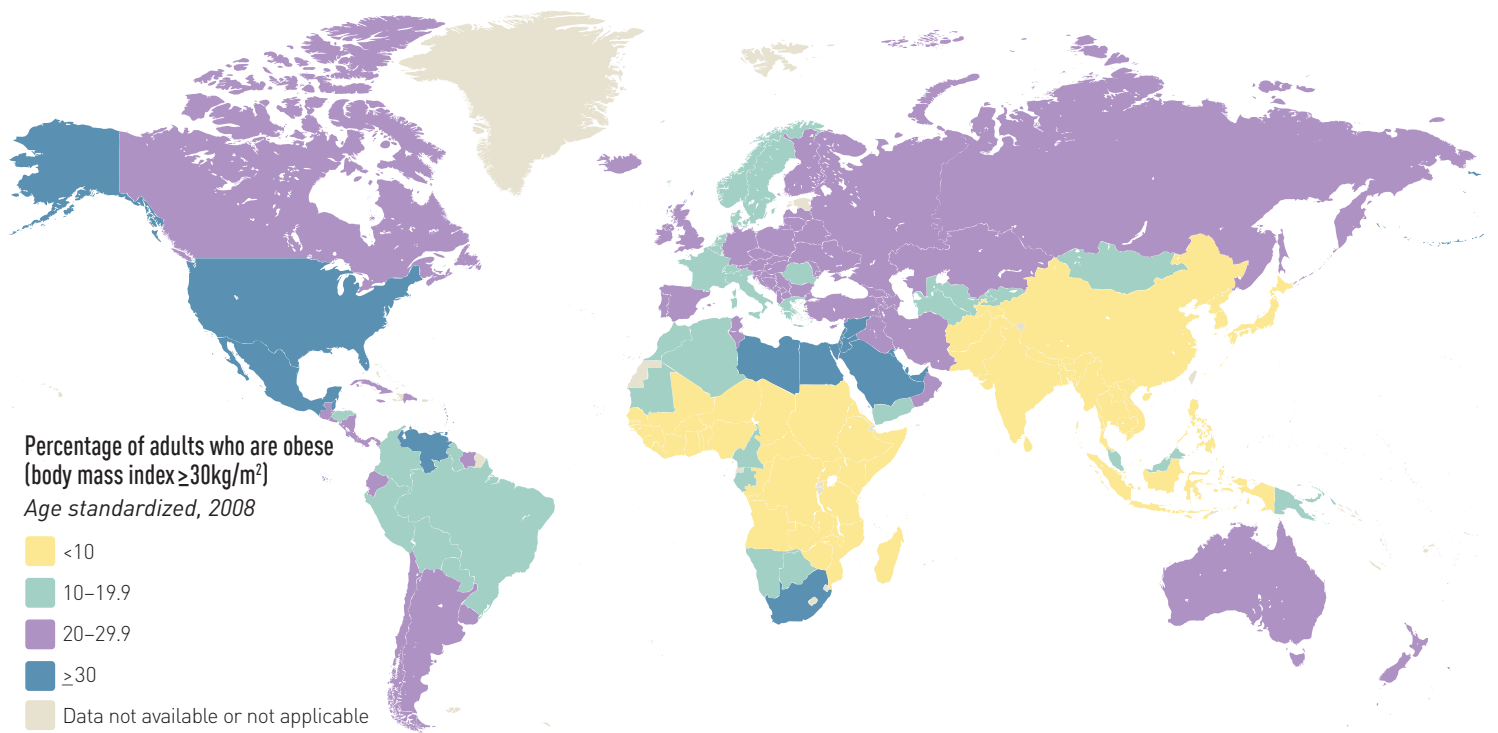 Percentage of adults who are obese
(body mass index ≥30kg/m²)
Age standardized, 2008
<10
10–19.9
20–29.9
≥30
Data not available or not applicable